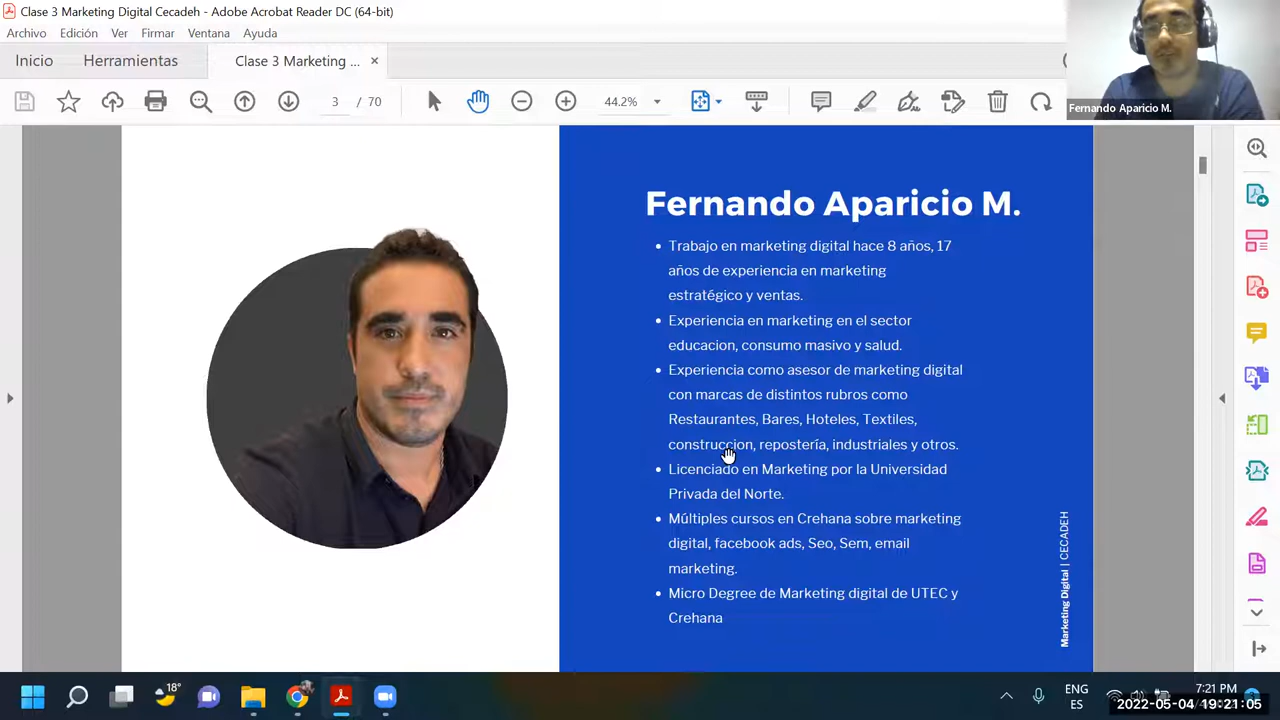 Clase 3 Marketing Digital Cecadeh - Adobe Acrobat Reader DC (64-bit)
Archivo Edición Ver Firmar Ventana Ayuda
Inicio Herramientas Clase 3 Marketing ... ×
3 / 70 44.2%
Fernando Aparicio M.
Fernando Aparicio M.
• Trabajo en marketing digital hace 8 años, 17
años de experiencia en marketing
estratégico y ventas.
• Experiencia en marketing en el sector
educacion, consumo masivo y salud.
• Experiencia como asesor de marketing digital
con marcas de distintos rubros como
Restaurantes, Bares, Hoteles, Textiles,
construccion, repostería, industriales y otros.
• Licenciado en Marketing por la Universidad
Privada del Norte.
• Múltiples cursos en Crehana sobre marketing
digital, facebook ads, Seo, Sem, email
marketing.
• Micro Degree de Marketing digital de UTEC y
Crehana
Marketing Digital | CECADEH
18°
ENG
ES
7:21 PM
2022-05-04 19:21:05